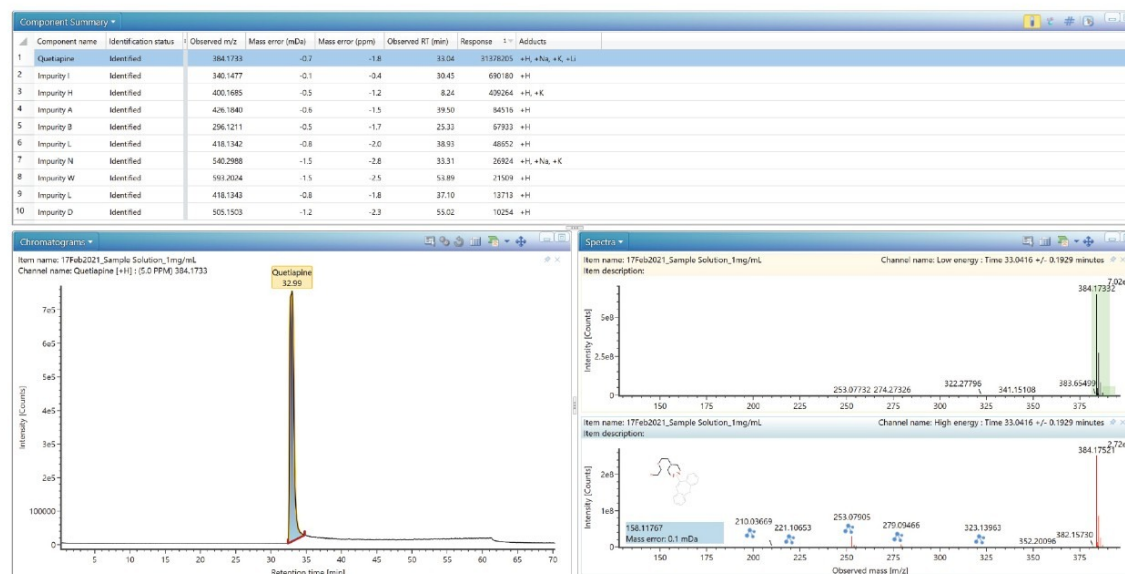 Component Summary
Component name Identification status Observed m/z Mass error (mDa) Mass error (ppm) Observed RT (min) Response 1 Adducts
1 Quetiapine Identified 384.1733 -0.7 -1.8 33.04 31378205 +H, +Na, +K, +Li
2 Impurity I Identified 340.1477 -0.1 -0.4 30.45 690180 +H
3 Impurity H Identified 400.1685 -0.5 -1.2 8.24 409264 +H, +K
4 Impurity A Identified 426.1840 -0.6 -1.5 39.50 84516 +H
5 Impurity B Identified 296.1211 -0.5 -1.7 25.33 67933 +H
6 Impurity L Identified 418.1342 -0.8 -2.0 38.93 48652 +H
7 Impurity N Identified 540.2988 -1.5 -2.8 33.31 26924 +H, +Na, +K
8 Impurity W Identified 593.2024 -1.5 -2.5 53.89 21509 +H
9 Impurity L Identified 418.1343 -0.8 -1.8 37.10 13713 +H
10 Impurity D Identified 505.1503 -1.2 -2.3 55.02 10254 +H
Chromatograms
Item name: 17Feb2021_Sample Solution_1mg/mL
Channel name: Quetiapine [+H] : (5.0 PPM) 384.1733
Quetiapine
32.99
7e5
6e5
5e5
4e5
3e5
2e5
100000
0
Intensity [Counts]
5 10 15 20 25 30 35 40 45 50 55 60 65 70
Retention time [min]
Spectra
Item name: 17Feb2021_Sample Solution_1mg/mL Channel name: Low energy : Time 33.0416 +/- 0.1929 minutes
Item description:
7.02e
384.17332
5e8
2.5e8
0
Intensity [Counts]
253.07732 274.27326 322.27796 341.15108 383.65499
150 175 200 225 250 275 300 325 350 375
Item name: 17Feb2021_Sample Solution_1mg/mL Channel name: High energy : Time 33.0416 +/- 0.1929 minutes
Item description:
2.72e
384.17521
2e8
1e8
0
Intensity [Counts]
158.11767
Mass error: 0.1 mDa
210.03669 221.10653 253.07905 279.09466 323.13963 352.20096 382.15730
150 175 200 225 250 275 300 325 350 375
Observed mass [m/z]